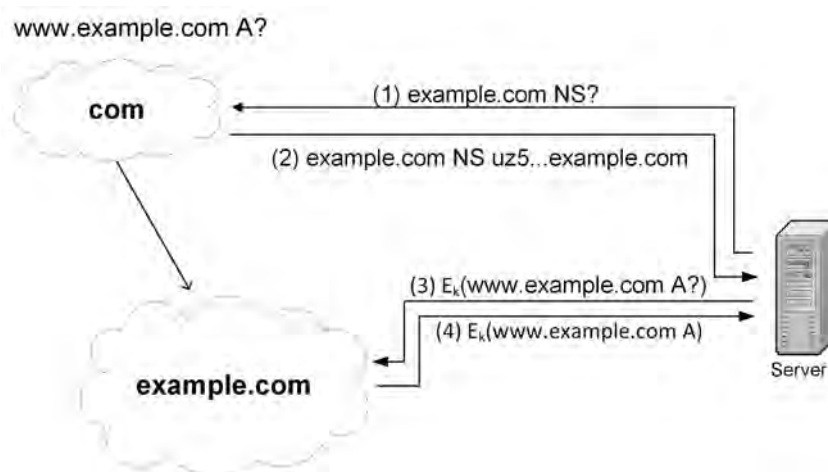 www.example.com A?
com
(1) example.com NS?
(2) example.com NS uz5...example.com
(3) Eₖ(www.example.com A?)
(4) Eₖ(www.example.com A)
example.com
Server